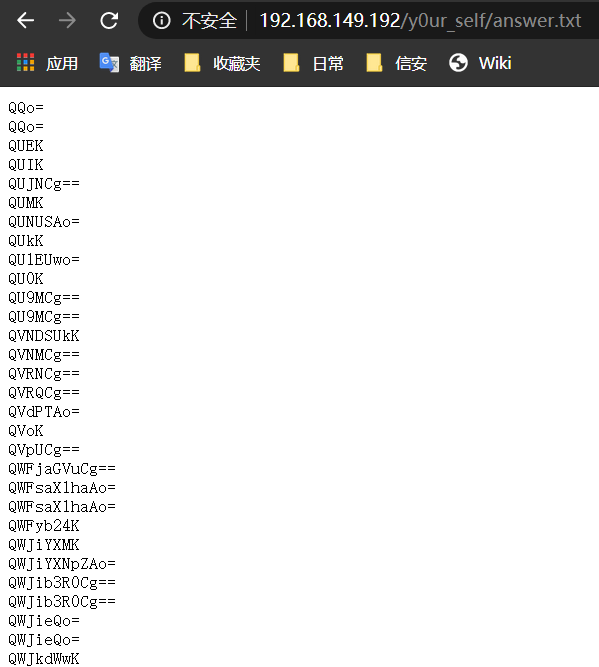 不安全 192.168.149.192/y0ur_self/answer.txt
应用 翻译 收藏夹 日常 信安 Wiki
QQo=
QQo=
QUEK
QUIK
QUJNCg==
QUMK
QUNUSAo=
QUkK
QUlEUwo=
QU0K
QU9MCg==
QU9MCg==
QVNDSUkK
QVNMCg==
QVRNCg==
QVRQCg==
QVdPTAo=
QVoK
QVpUCg==
QWFjaGVuCg==
QWFsaXlhaAo=
QWFsaXlhaAo=
QWFyb24K
QWJiYXMK
QWJiYXNpZAo=
QWJib3R0Cg==
QWJib3R0Cg==
QWJieQo=
QWJieQo=
QWJkdWwK